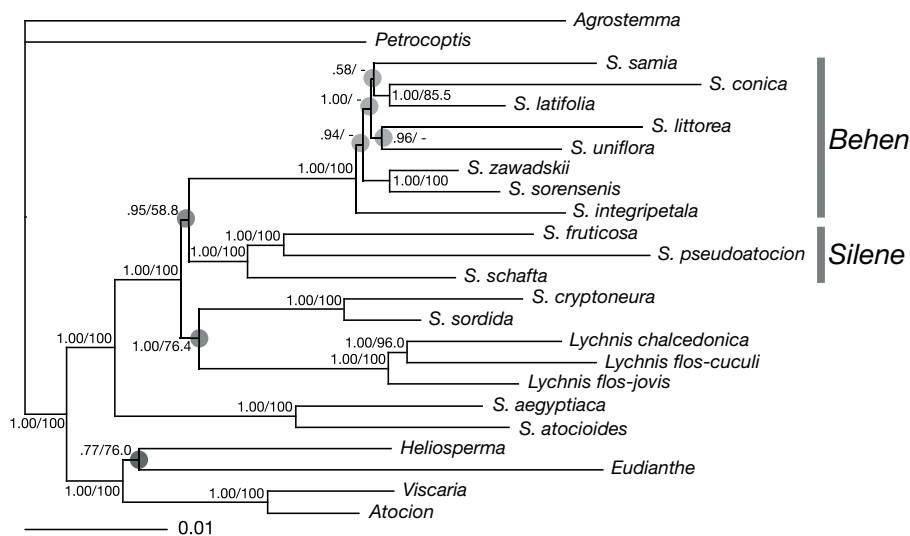 Agrostemma
Petrocoptis
.58/ -
S. samia
S. conica
1.00/ -
1.00/85.5
S. latifolia
S. littorea
.94/ -
.96/ -
S. uniflora
Behen
S. zawadskii
1.00/100
1.00/100
S. sorensenis
.95/58.8
S. integripetala
1.00/100
S. fruticosa
1.00/100
S. pseudoatocion
Silene
1.00/100
S. schafta
1.00/100
S. cryptoneura
S. sordida
1.00/100
1.00/76.4
1.00/96.0
Lychnis chalcedonica
1.00/100
Lychnis flos-cuculi
Lychnis flos-jovis
1.00/100
S. aegyptiaca
1.00/100
S. atocioides
.77/76.0
Heliosperma
Eudianthe
1.00/100
1.00/100
Viscaria
Atocion
0.01